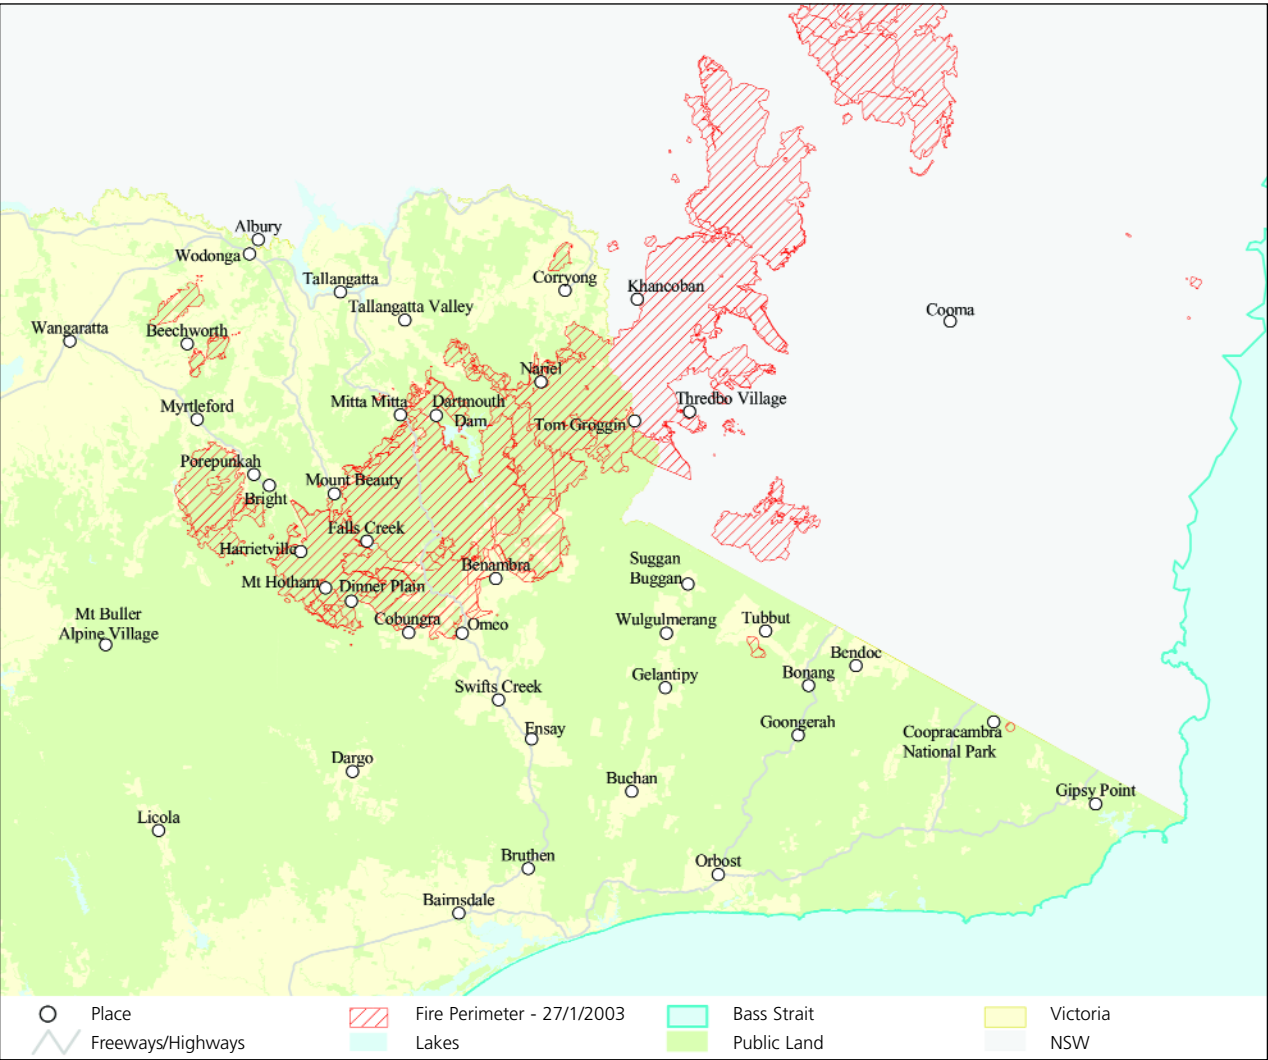 Albury
Wodonga
Tallangatta
Corryong
Khancoban
Tallangatta Valley
Cooma
Wangaratta
Beechworth
Nariel
Thredbo Village
Myrtleford
Mitta Mitta
Dartmouth
Dam
Tom Groggin
Porepunkah
Bright
Mount Beauty
Falls Creek
Harrietville
Suggan
Buggan
Benambra
Mt Hotham
Dinner Plain
Mt Buller
Alpine Village
Cobungra
Omeo
Wulgulmerang
Tubbut
Bendoc
Gelantipy
Bonang
Swifts Creek
Goongerah
Ensay
Coopracambra
National Park
Dargo
Buchan
Gipsy Point
Licola
Bruthen
Orbost
Bairnsdale
Place
Fire Perimeter - 27/1/2003
Bass Strait
Victoria
Freeways/Highways
Lakes
Public Land
NSW